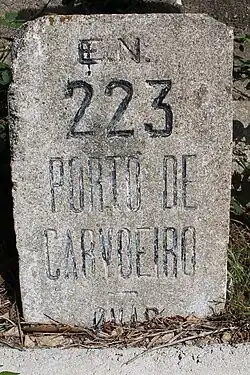 E.N.
223
PORTO DE
CARVOEIRO